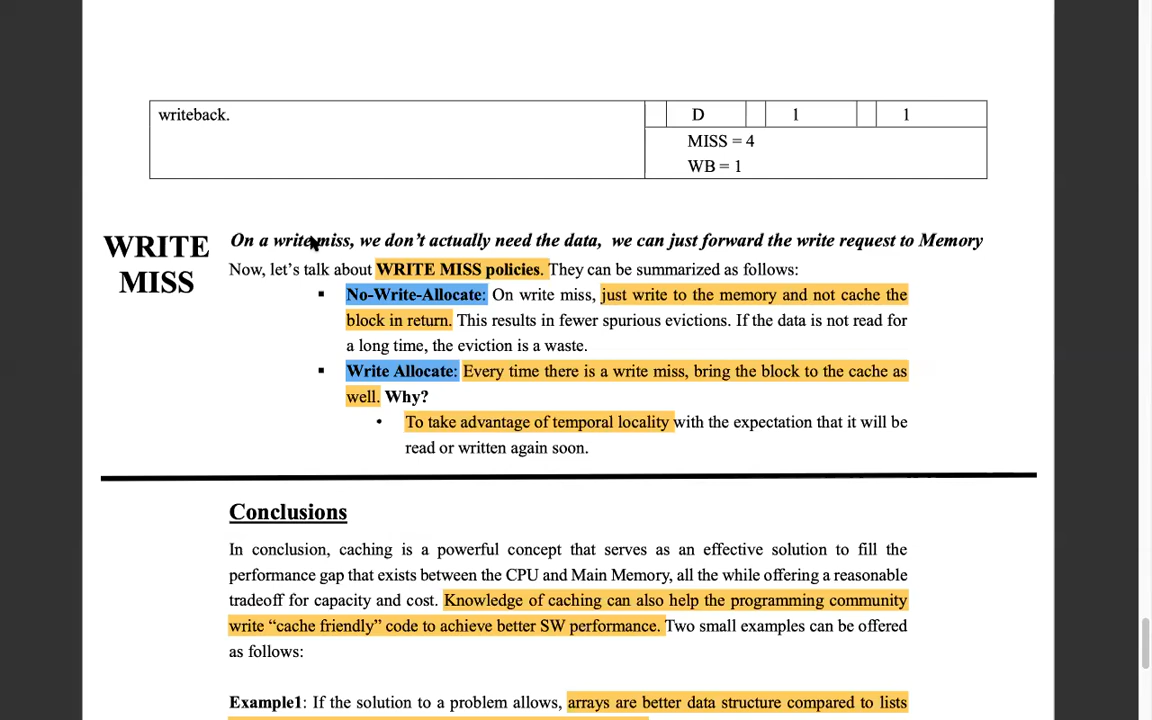 writeback.
D 1 1
MISS = 4
WB = 1
WRITE
MISS
On a write miss, we don’t actually need the data, we can just forward the write request to Memory
Now, let’s talk about WRITE MISS policies. They can be summarized as follows:
▪ No-Write-Allocate: On write miss, just write to the memory and not cache the
block in return. This results in fewer spurious evictions. If the data is not read for
a long time, the eviction is a waste.
▪ Write Allocate: Every time there is a write miss, bring the block to the cache as
well. Why?
• To take advantage of temporal locality with the expectation that it will be
read or written again soon.
Conclusions
In conclusion, caching is a powerful concept that serves as an effective solution to fill the
performance gap that exists between the CPU and Main Memory, all the while offering a reasonable
tradeoff for capacity and cost. Knowledge of caching can also help the programming community
write “cache friendly” code to achieve better SW performance. Two small examples can be offered
as follows:
Example1: If the solution to a problem allows, arrays are better data structure compared to lists